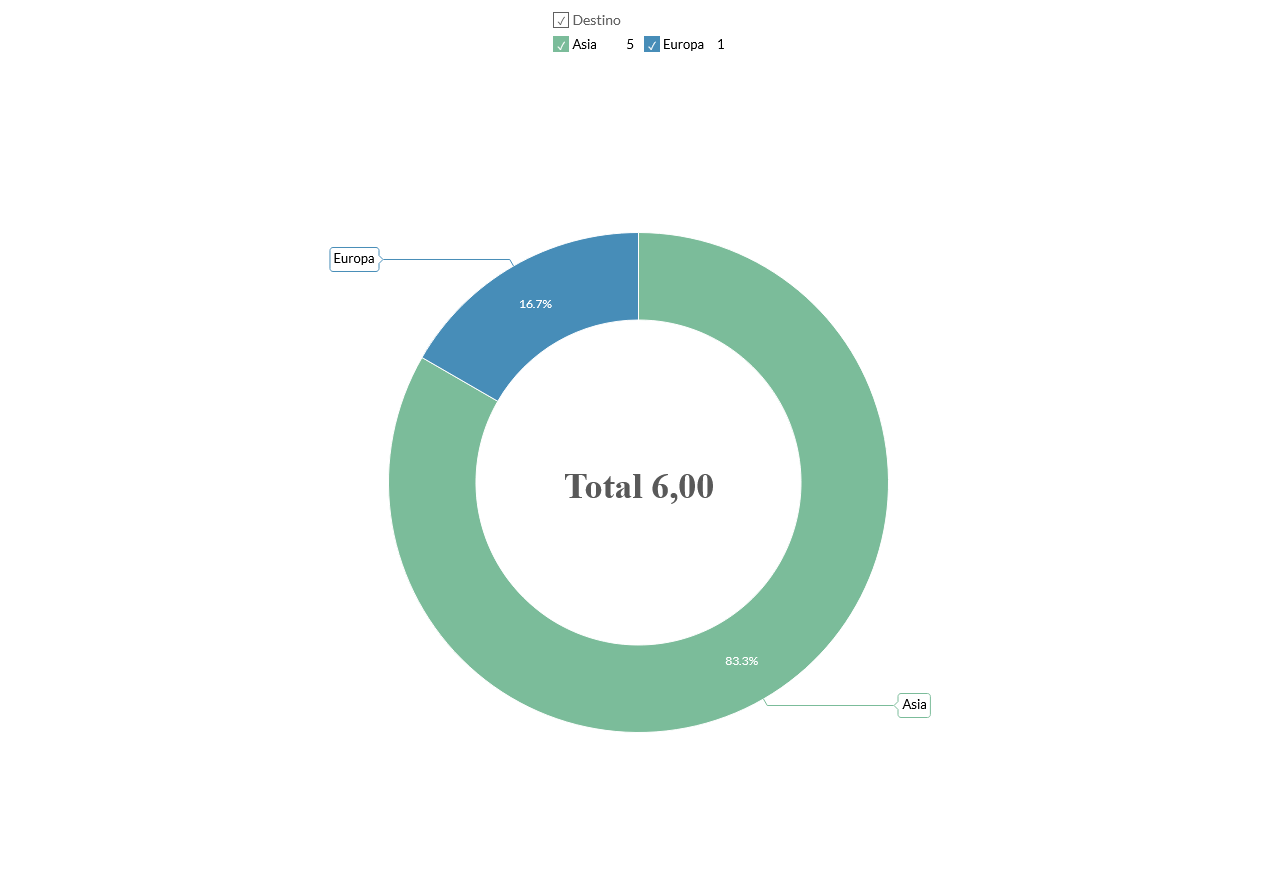 Destino
Asia 5 Europa 1
Europa
16.7%
Total 6,00
83.3%
Asia